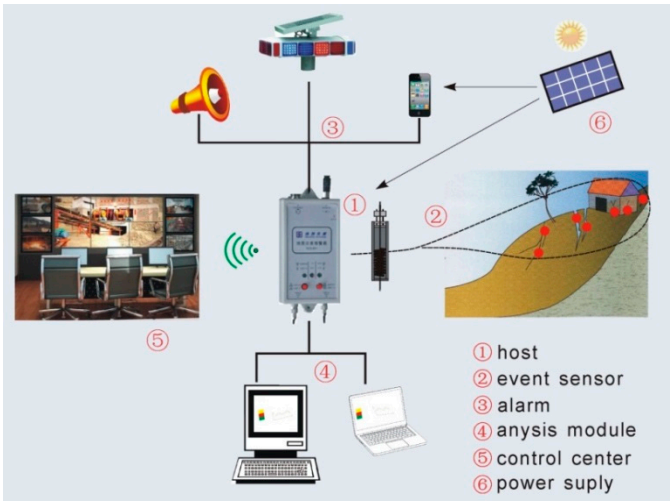 ③
⑥
①
②
⑤
④
① host
② event sensor
③ alarm
④ anysis module
⑤ control center
⑥ power suply